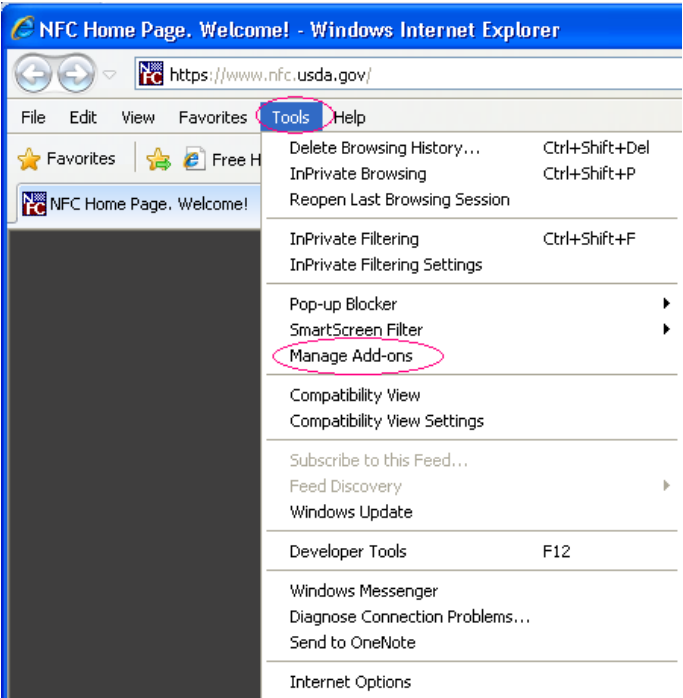 NFC Home Page. Welcome! - Windows Internet Explorer
NFC https://www.nfc.usda.gov/
File Edit View Favorites Tools Help
Favorites Free H
NFC NFC Home Page. Welcome!
Delete Browsing History... Ctrl+Shift+Del
InPrivate Browsing Ctrl+Shift+P
Reopen Last Browsing Session
InPrivate Filtering Ctrl+Shift+F
InPrivate Filtering Settings
Pop-up Blocker
SmartScreen Filter
Manage Add-ons
Compatibility View
Compatibility View Settings
Subscribe to this Feed...
Feed Discovery
Windows Update
Developer Tools F12
Windows Messenger
Diagnose Connection Problems...
Send to OneNote
Internet Options